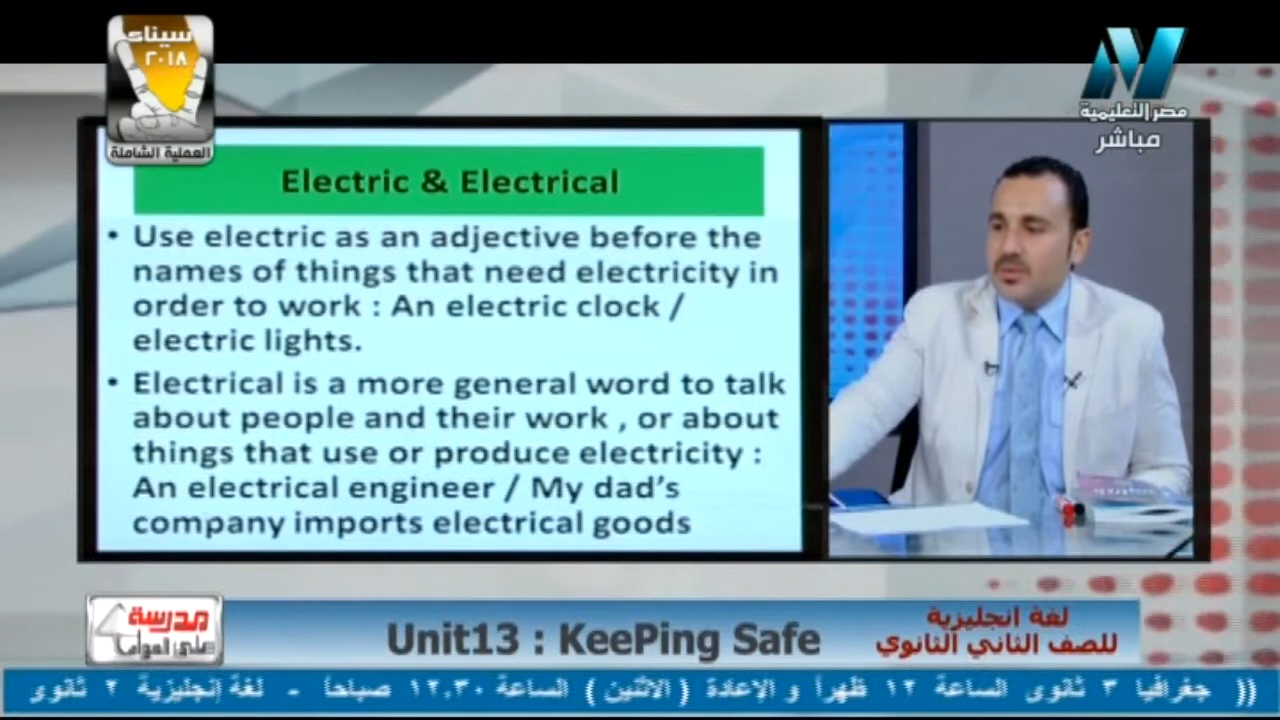 سيناء
٢٠١٨
العملية الشاملة
مصر التعليمية
مباشر
Electric & Electrical
• Use electric as an adjective before the
names of things that need electricity in
order to work : An electric clock /
electric lights.
• Electrical is a more general word to talk
about people and their work , or about
things that use or produce electricity :
An electrical engineer / My dad's
company imports electrical goods
مدرسة
على الهواء
Unit13 : KeePing Safe
لغة انجليزية
للصف الثاني الثانوي
(( جغرافيا ٣ ثانوى الساعة ١٢ ظهراً و الإعادة ( الاثنين ) الساعة ١٢.٣٠ صباحاً - لغة إنجليزية ٢ ثانوى